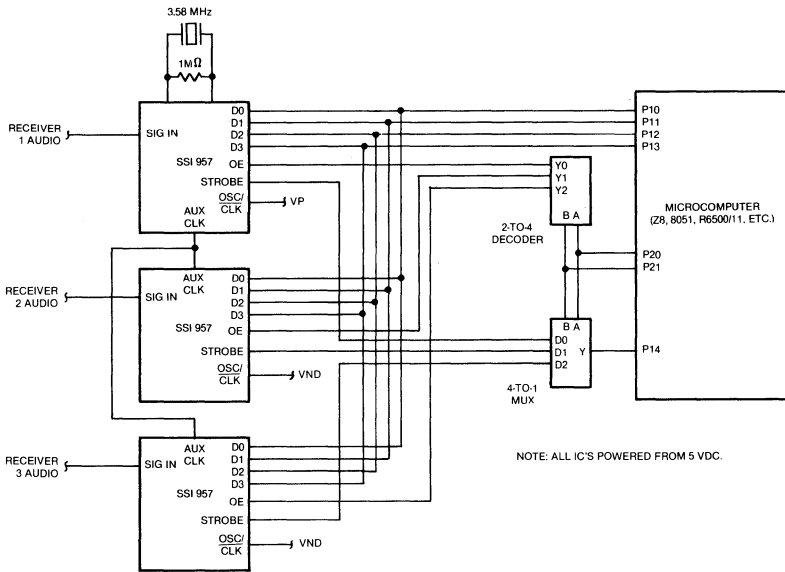 3.58 MHz
1MΩ
RECEIVER
1 AUDIO
SIG IN
SSI 957
D0
D1
D2
D3
OE
STROBE
OSC/
CLK
VP
AUX
CLK
RECEIVER
2 AUDIO
AUX
CLK
SIG IN
SSI 957
D0
D1
D2
D3
OE
STROBE
OSC/
CLK
VND
RECEIVER
3 AUDIO
AUX
CLK
SIG IN
SSI 957
D0
D1
D2
D3
OE
STROBE
OSC/
CLK
VND
Y0
Y1
Y2
B A
2-TO-4
DECODER
B A
D0
D1
D2
Y
4-TO-1
MUX
P10
P11
P12
P13
MICROCOMPUTER
(Z8, 8051, R6500/11, ETC.)
P20
P21
P14
NOTE: ALL IC'S POWERED FROM 5 VDC.